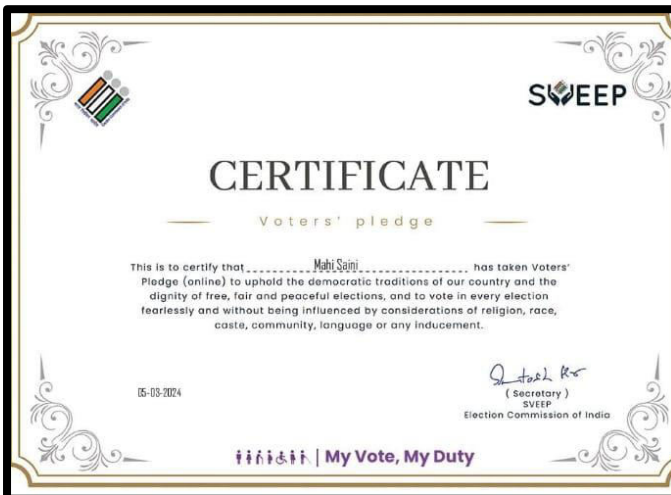 SVEEP
CERTIFICATE
Voters' pledge
This is to certify that Mahi Saini has taken Voters'
Pledge (online) to uphold the democratic traditions of our country and the
dignity of free, fair and peaceful elections, and to vote in every election
fearlessly and without being influenced by considerations of religion, race,
caste, community, language or any inducement.
05-03-2024
( Secretary )
SVEEP
Election Commission of India
| My Vote, My Duty